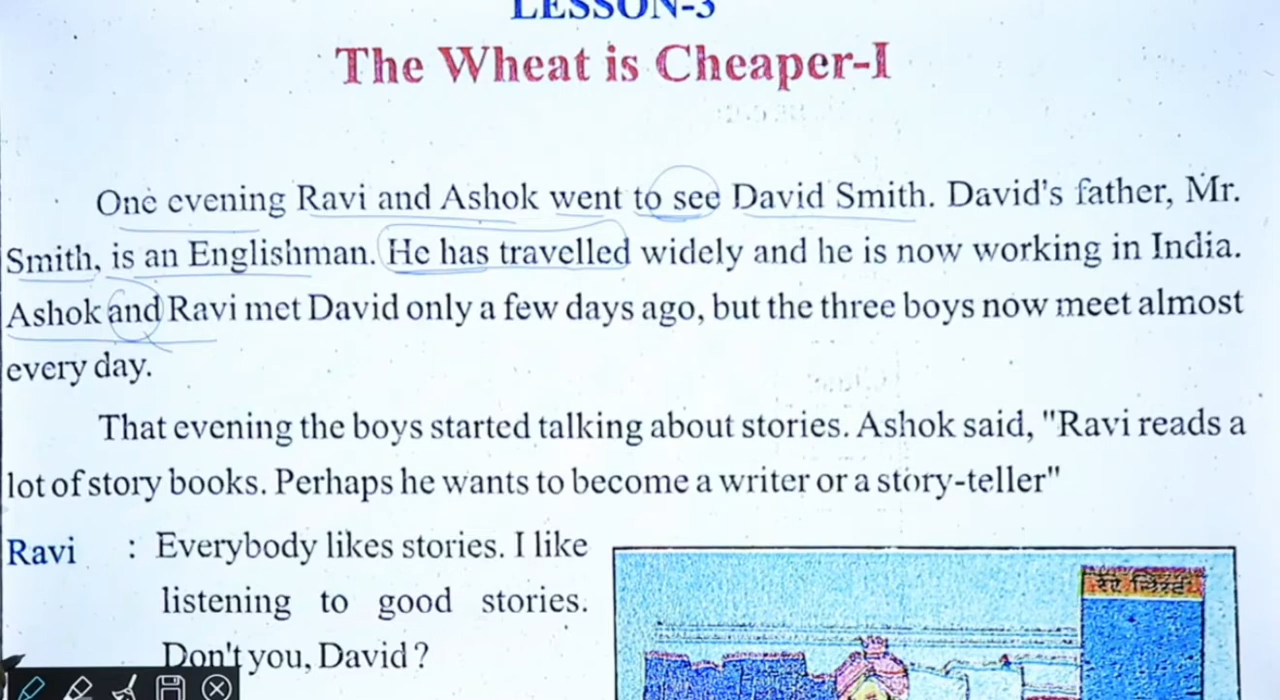 LESSON-3
The Wheat is Cheaper-I
One evening Ravi and Ashok went to see David Smith. David's father, Mr.
Smith, is an Englishman. He has travelled widely and he is now working in India.
Ashok and Ravi met David only a few days ago, but the three boys now meet almost
every day.
That evening the boys started talking about stories. Ashok said, "Ravi reads a
lot of story books. Perhaps he wants to become a writer or a story-teller"
Ravi : Everybody likes stories. I like
listening to good stories.
Don't you, David ?
रेट लिस्ट